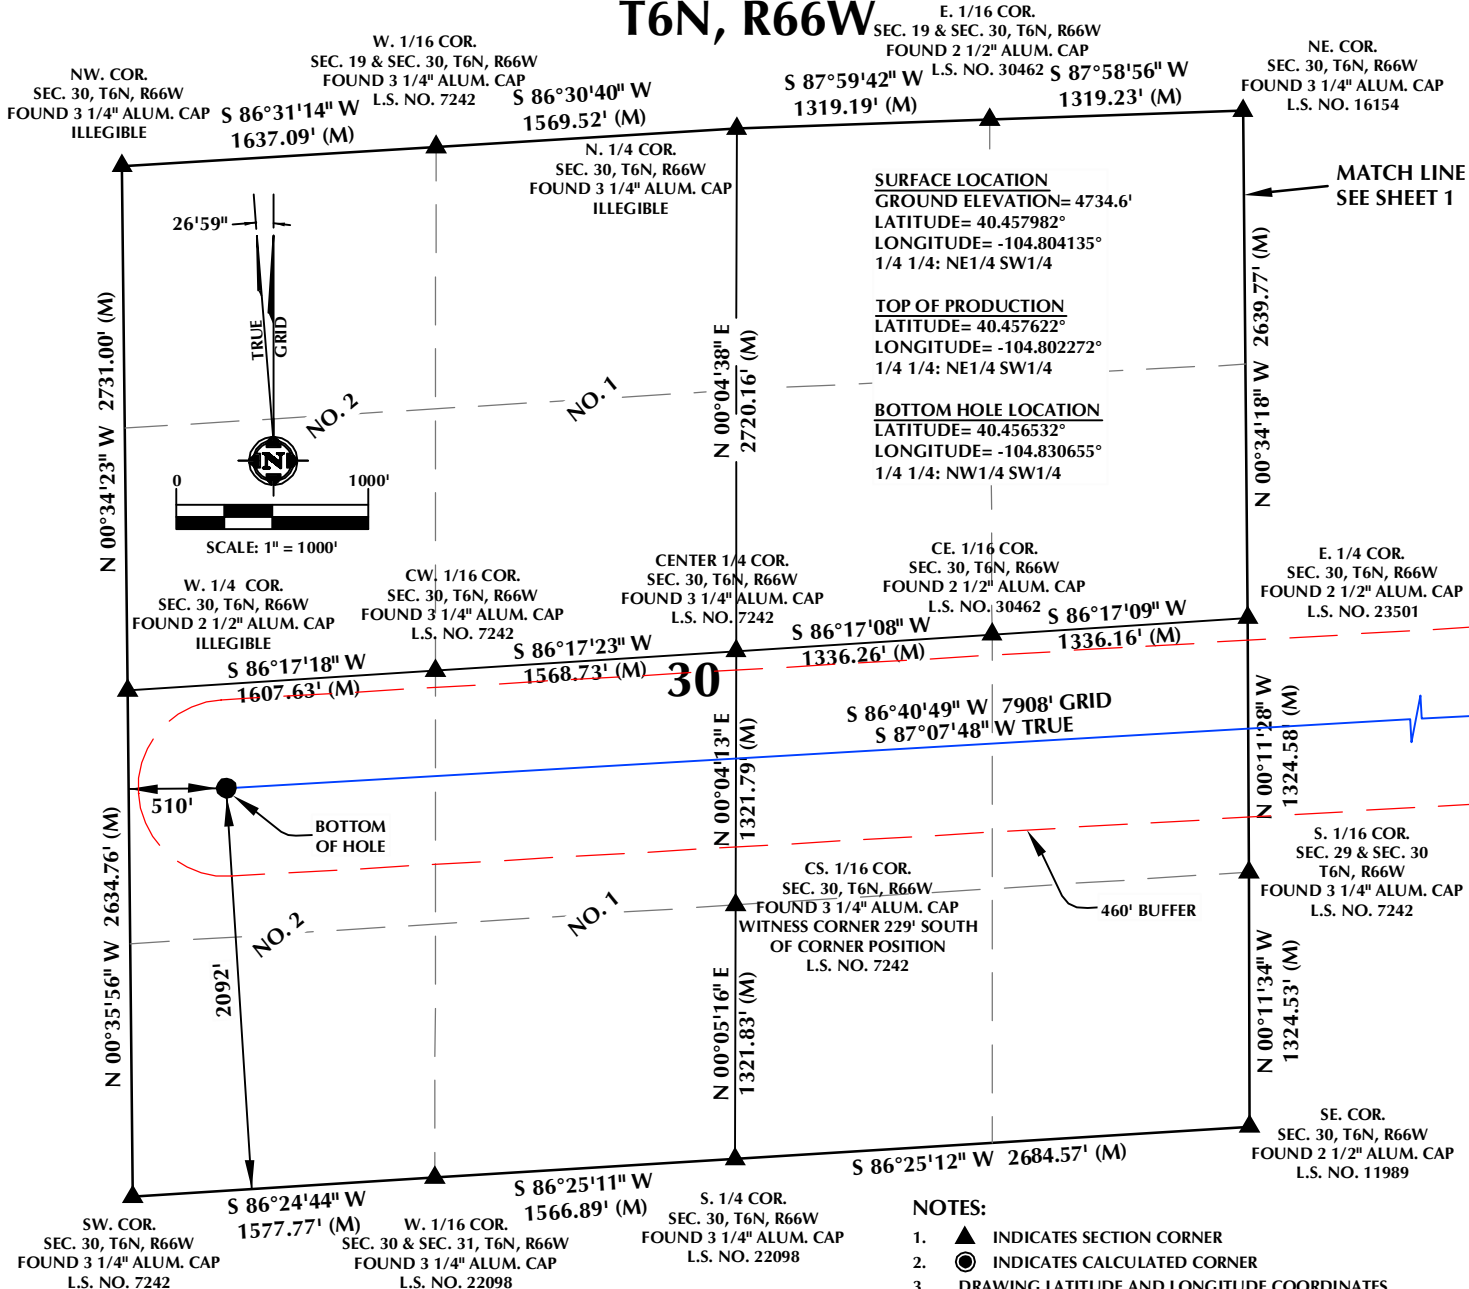 T6N, R66W
NW. COR.
SEC. 30, T6N, R66W
FOUND 3 1/4" ALUM. CAP
ILLEGIBLE
W. 1/16 COR.
SEC. 19 & SEC. 30, T6N, R66W
FOUND 3 1/4" ALUM. CAP
L.S. NO. 7242
E. 1/16 COR.
SEC. 19 & SEC. 30, T6N, R66W
FOUND 2 1/2" ALUM. CAP
L.S. NO. 30462
NE. COR.
SEC. 30, T6N, R66W
FOUND 3 1/4" ALUM. CAP
L.S. NO. 16154
S 86°31'14" W
1637.09' (M)
S 86°30'40" W
1569.52' (M)
S 87°59'42" W
1319.19' (M)
S 87°58'56" W
1319.23' (M)
N. 1/4 COR.
SEC. 30, T6N, R66W
FOUND 3 1/4" ALUM. CAP
ILLEGIBLE
MATCH LINE
SEE SHEET 1
SURFACE LOCATION
GROUND ELEVATION= 4734.6'
LATITUDE= 40.457982°
LONGITUDE= -104.804135°
1/4 1/4: NE1/4 SW1/4
TOP OF PRODUCTION
LATITUDE= 40.457622°
LONGITUDE= -104.802272°
1/4 1/4: NE1/4 SW1/4
BOTTOM HOLE LOCATION
LATITUDE= 40.456532°
LONGITUDE= -104.830655°
1/4 1/4: NW1/4 SW1/4
26'59"
TRUE
GRID
N
0 1000'
SCALE: 1" = 1000'
N 00°34'23" W 2731.00' (M)
NO. 2
NO. 1
N 00°04'38" E
2720.16' (M)
N 00°34'18" W 2639.77' (M)
W. 1/4 COR.
SEC. 30, T6N, R66W
FOUND 2 1/2" ALUM. CAP
ILLEGIBLE
CW. 1/16 COR.
SEC. 30, T6N, R66W
FOUND 3 1/4" ALUM. CAP
L.S. NO. 7242
CENTER 1/4 COR.
SEC. 30, T6N, R66W
FOUND 3 1/4" ALUM. CAP
L.S. NO. 7242
CE. 1/16 COR.
SEC. 30, T6N, R66W
FOUND 2 1/2" ALUM. CAP
L.S. NO. 30462
E. 1/4 COR.
SEC. 30, T6N, R66W
FOUND 2 1/2" ALUM. CAP
L.S. NO. 23501
S 86°17'18" W
1607.63' (M)
S 86°17'23" W
1568.73' (M)
S 86°17'08" W
1336.26' (M)
S 86°17'09" W
1336.16' (M)
30
S 86°40'49" W 7908' GRID
S 87°07'48" W TRUE
510'
BOTTOM
OF HOLE
N 00°04'13" E
1321.79' (M)
N 00°11'28" W
1324.58' (M)
N 00°35'56" W 2634.76' (M)
2092'
NO. 2
NO. 1
CS. 1/16 COR.
SEC. 30, T6N, R66W
FOUND 3 1/4" ALUM. CAP
WITNESS CORNER 229' SOUTH
OF CORNER POSITION
L.S. NO. 7242
460' BUFFER
S. 1/16 COR.
SEC. 29 & SEC. 30
T6N, R66W
FOUND 3 1/4" ALUM. CAP
L.S. NO. 7242
N 00°05'16" E
1321.83' (M)
N 00°11'34" W
1324.53' (M)
S 86°24'44" W
1577.77' (M)
S 86°25'11" W
1566.89' (M)
S 86°25'12" W 2684.57' (M)
SW. COR.
SEC. 30, T6N, R66W
FOUND 3 1/4" ALUM. CAP
L.S. NO. 7242
W. 1/16 COR.
SEC. 30 & SEC. 31, T6N, R66W
FOUND 3 1/4" ALUM. CAP
L.S. NO. 22098
S. 1/4 COR.
SEC. 30, T6N, R66W
FOUND 3 1/4" ALUM. CAP
L.S. NO. 22098
SE. COR.
SEC. 30, T6N, R66W
FOUND 2 1/2" ALUM. CAP
L.S. NO. 11989
NOTES:
1. INDICATES SECTION CORNER
2. INDICATES CALCULATED CORNER
3. DRAWING LATITUDE AND LONGITUDE COORDINATES